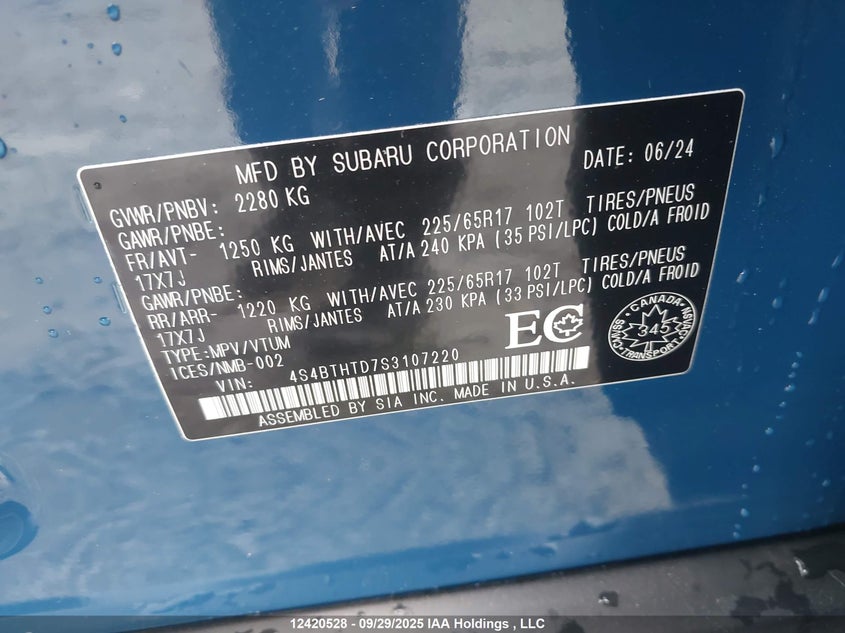 MFD BY SUBARU CORPORATION DATE: 06/24
GVWR/PNBV: 2280 KG
GAWR/PNBE:
FR/AVT- 1250 KG WITH/AVEC 225/65R17 102T TIRES/PNEUS
17X7J RIMS/JANTES AT/A 240 KPA (35 PSI/LPC) COLD/A FROID
GAWR/PNBE:
RR/ARR- 1220 KG WITH/AVEC 225/65R17 102T TIRES/PNEUS
17X7J RIMS/JANTES AT/A 230 KPA (33 PSI/LPC) COLD/A FROID
TYPE:MPV/VTUM
ICES/NMB-002
VIN: 4S4BTHTD7S3107220
EC
CANADA
345
TRANSPORT
ASSEMBLED BY SIA INC. MADE IN U.S.A.
12420528 - 09/29/2025 IAA Holdings , LLC